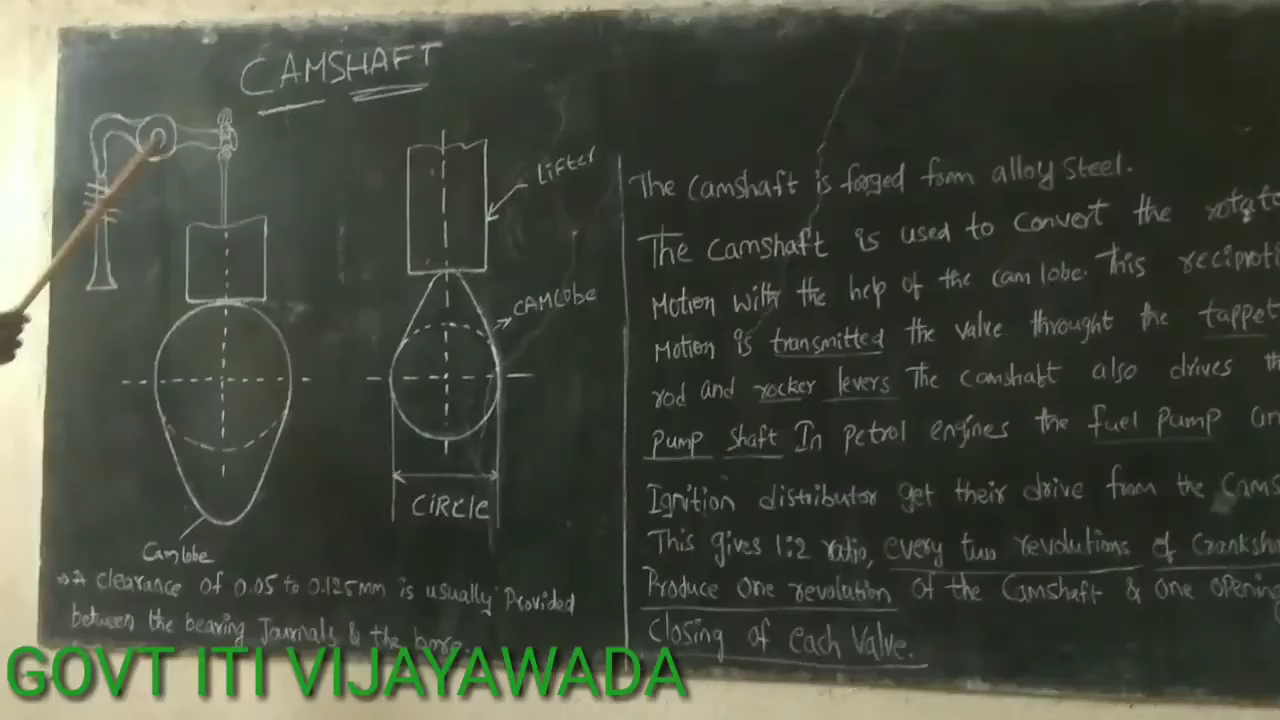 CAMSHAFT
Lifter
CAMLobe
CIRCLE
Camlobe
A clearance of 0.05 to 0.125mm is usually Provided
between the bearing Journals & the bore.
The Camshaft is forged from alloy Steel.
The Camshaft is used to Convert the
Motion with the help of the cam lobe. This
Motion is transmitted the valve throught the tappet
rod and rocker levers The camshaft also drives
Pump Shaft In Petrol engines the fuel Pump
Ignition distributor get their drive from the
This gives 1:2 ratio, every two revolutions of
Produce One revolution of the Camshaft & one
Closing of each Valve.
GOVT ITI VIJAYAWADA